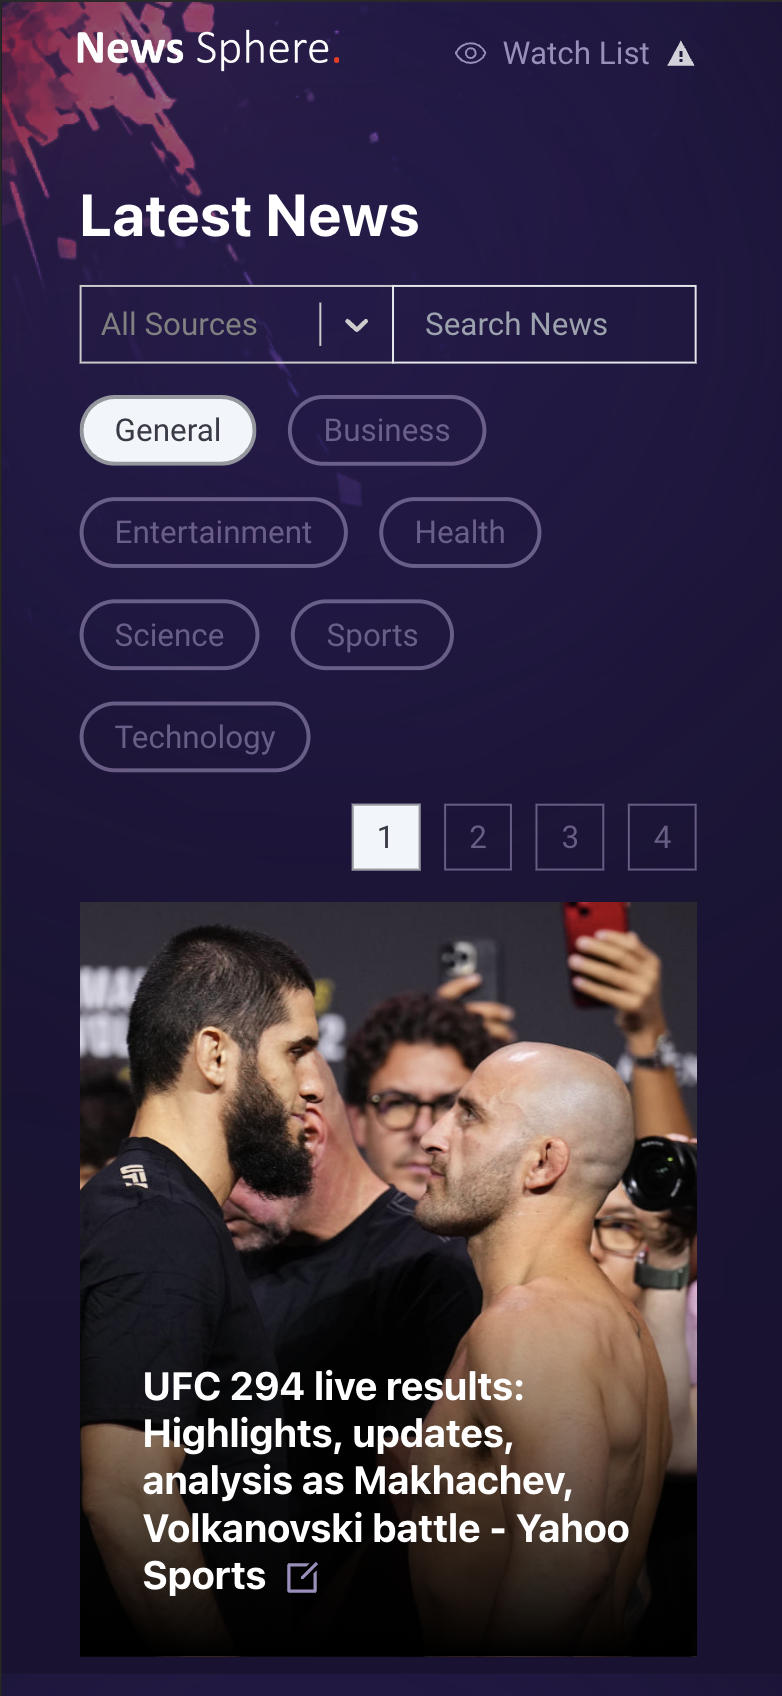 News Sphere.
Watch List
Latest News
All Sources
Search News
General
Business
Entertainment
Health
Science
Sports
Technology
1 2 3 4
UFC
UFC 294 live results:
Highlights, updates,
analysis as Makhachev,
Volkanovski battle - Yahoo
Sports